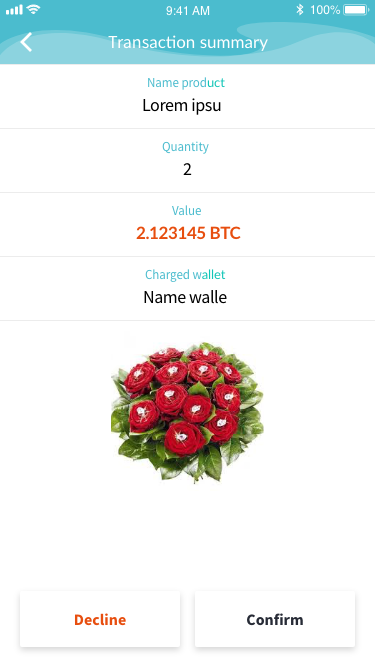 9:41 AM 100%
Transaction summary
Name product
Lorem ipsu
Quantity
2
Value
2.123145 BTC
Charged wallet
Name walle
Decline Confirm